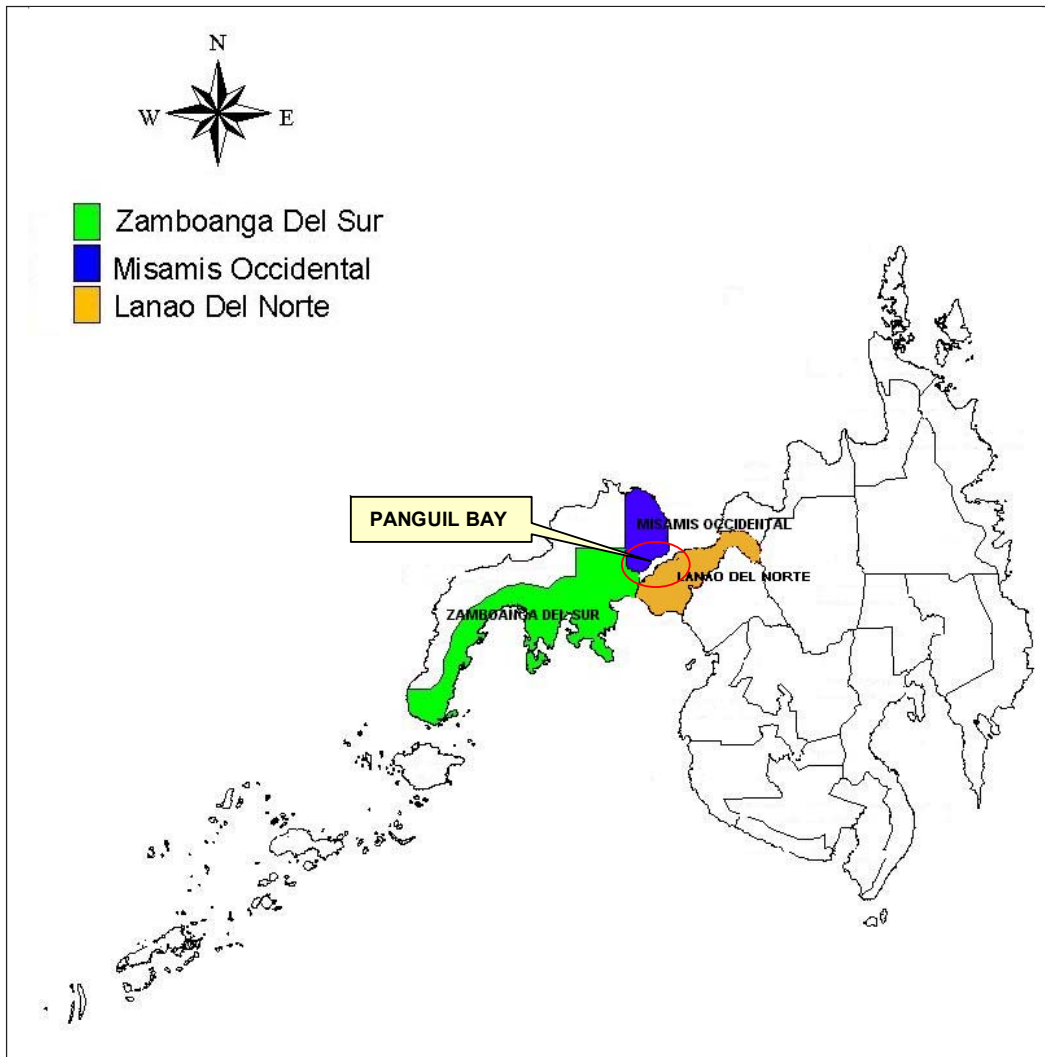 N
W E
Zamboanga Del Sur
Misamis Occidental
Lanao Del Norte
PANGUIL BAY
MISAMIS OCCIDENTAL
LANAO DEL NORTE
ZAMBOANGA DEL SUR